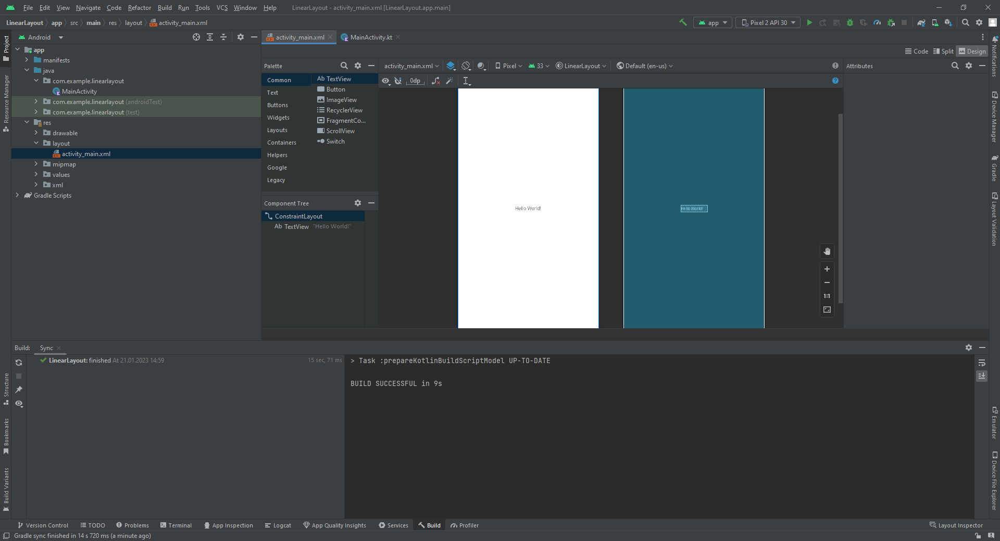 File Edit View Navigate Code Refactor Build Run Tools VCS Window Help LinearLayout - activity_main.xml [LinearLayout.app.main]
LinearLayout app src main res layout activity_main.xml
app Pixel 2 API 30
Android
activity_main.xml MainActivity.kt
Code Split Design
app
manifests
java
com.example.linearlayout
MainActivity
com.example.linearlayout (androidTest)
com.example.linearlayout (test)
res
drawable
layout
activity_main.xml
mipmap
values
xml
Gradle Scripts
Palette
Common
Text
Buttons
Widgets
Layouts
Containers
Helpers
Google
Legacy
Ab TextView
Button
ImageView
RecyclerView
FragmentCo...
ScrollView
Switch
Component Tree
ConstraintLayout
Ab TextView "Hello World!"
activity_main.xml Pixel 33 LinearLayout Default (en-us)
0dp
Hello World!
Hello World!
1:1
Attributes
Build: Sync
LinearLayout: finished At 21.01.2023 14:59 15 sec, 71 ms
> Task :prepareKotlinBuildScriptModel UP-TO-DATE
BUILD SUCCESSFUL in 9s
Project
Resource Manager
Structure
Bookmarks
Build Variants
Notifications
Device Manager
Gradle
Layout Validation
Emulator
Device File Explorer
Version Control TODO Problems Terminal App Inspection Logcat App Quality Insights Services Build Profiler Layout Inspector
Gradle sync finished in 14 s 720 ms (a minute ago)